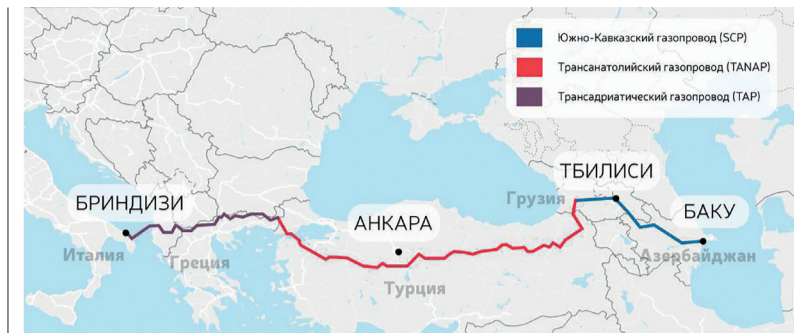 Южно-Кавказский газопровод (SCP)
Трансанатолийский газопровод (TANAP)
Трансадриатический газопровод (TAP)
ТБИЛИСИ
БРИНДИЗИ
Грузия
АНКАРА
БАКУ
Италия
Греция
Азербайджан
Турция